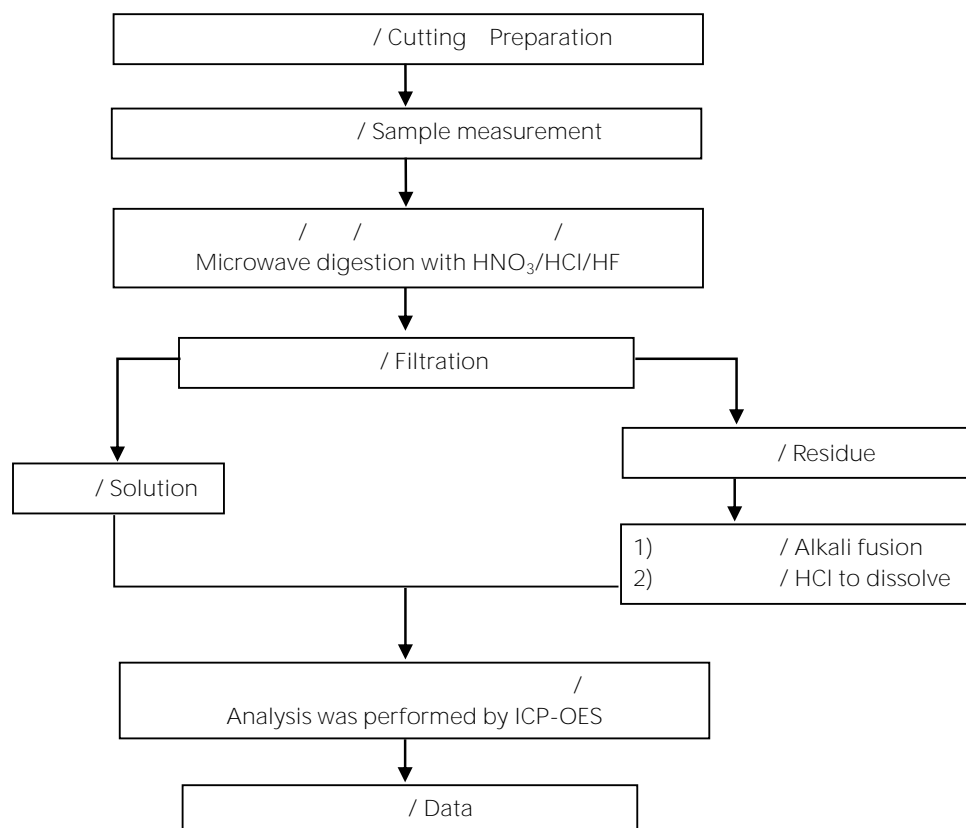 / Cutting Preparation
/ Sample measurement
/ / /
Microwave digestion with HNO₃/HCl/HF
/ Filtration
/ Residue
/ Solution
1) / Alkali fusion
2) / HCl to dissolve
/
Analysis was performed by ICP-OES
/ Data